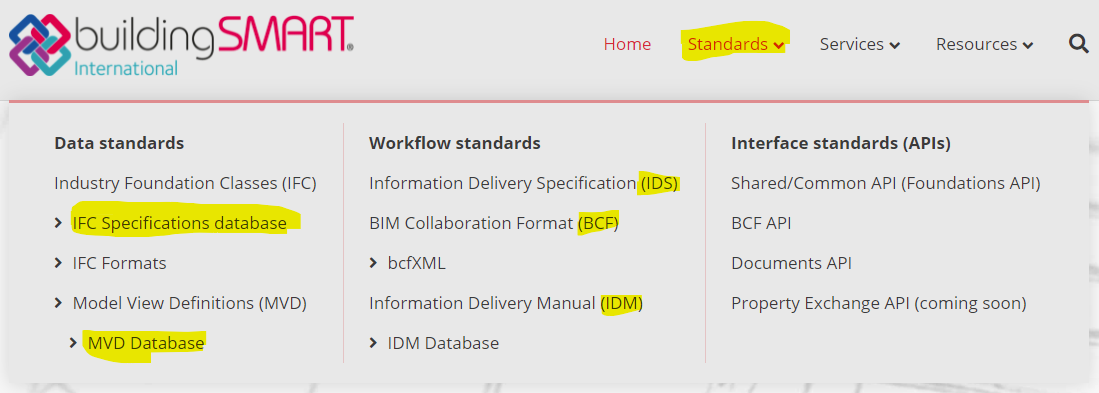 buildingSMART®
International
Home
Standards
Services
Resources
Data standards
Industry Foundation Classes (IFC)
IFC Specifications database
IFC Formats
Model View Definitions (MVD)
MVD Database
Workflow standards
Information Delivery Specification (IDS)
BIM Collaboration Format (BCF)
bcfXML
Information Delivery Manual (IDM)
IDM Database
Interface standards (APIs)
Shared/Common API (Foundations API)
BCF API
Documents API
Property Exchange API (coming soon)